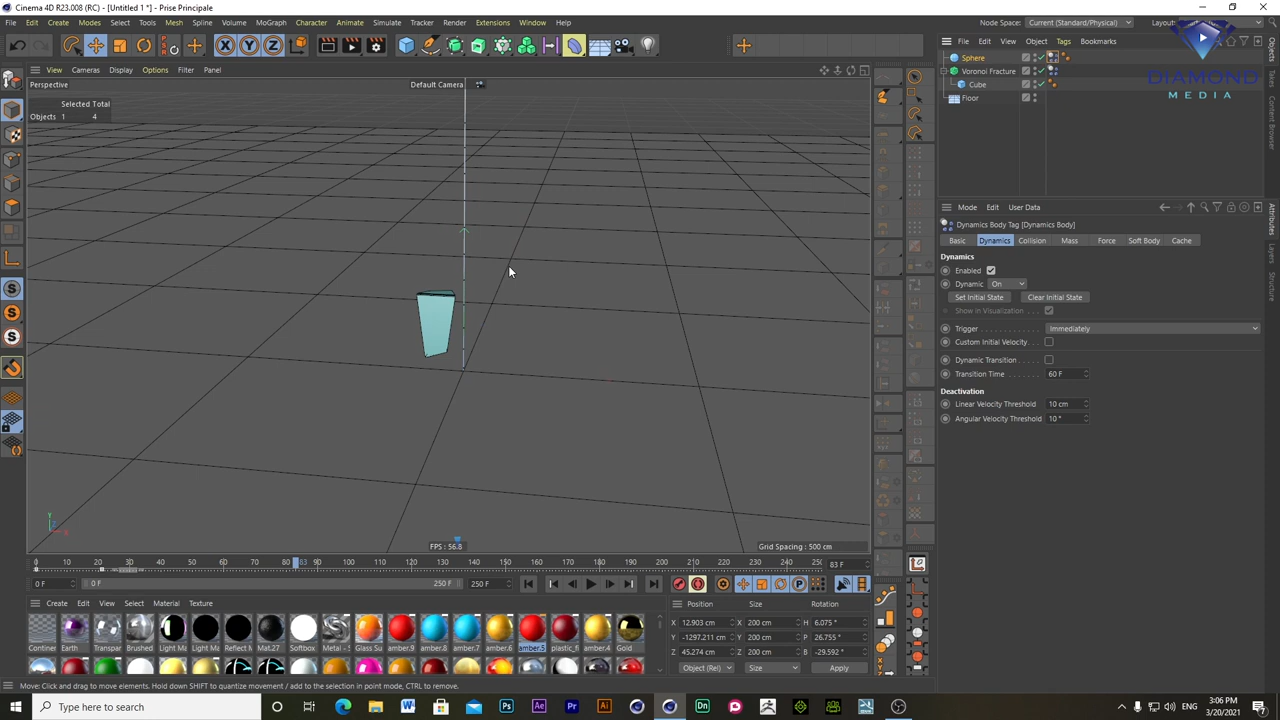 Cinema 4D R23.008 (RC) - [Untitled 1 *] - Prise Principale
File Edit Create Modes Select Tools Mesh Spline Volume MoGraph Character Animate Simulate Tracker Render Extensions Window Help
Node Space: Current (Standard/Physical) Layout:
X Y Z
File Edit View Object Tags Bookmarks
View Cameras Display Options Filter Panel
Perspective Default Camera
Selected Total
Objects 1 4
Sphere
Voronoi Fracture
Cube
Floor
DIAMOND
MEDIA
Objects
Takes
Content Browser
Attributes
Layers
Structure
Mode Edit User Data
Dynamics Body Tag [Dynamics Body]
Basic Dynamics Collision Mass Force Soft Body Cache
Dynamics
Enabled
Dynamic On
Set Initial State Clear Initial State
Show in Visualization
Trigger Immediately
Custom Initial Velocity
Dynamic Transition
Transition Time 60 F
Deactivation
Linear Velocity Threshold 10 cm
Angular Velocity Threshold 10 °
Y
Z X
FPS : 56.8 Grid Spacing : 500 cm
0 10 20 30 40 50 60 70 80 83 90 100 110 120 130 140 150 160 170 180 190 200 210 220 230 240 250 83 F
0 F 0 F 250 F 250 F
Create Edit View Select Material Texture
Continer Earth Transpar Brushed Light Ma Light Ma Reflect M Mat.27 Softbox Metal - S Glass Su amber.9 amber.8 amber.7 amber.6 amber.5 plastic_fi amber.4 Gold
Position Size Rotation
X 12.903 cm X 200 cm H 6.075 °
Y -1297.211 cm Y 200 cm P 26.755 °
Z 45.274 cm Z 200 cm B -29.592 °
Object (Rel) Size Apply
Move: Click and drag to move elements. Hold down SHIFT to quantize movement / add to the selection in point mode, CTRL to remove.
Type here to search
3:06 PM
3/20/2021